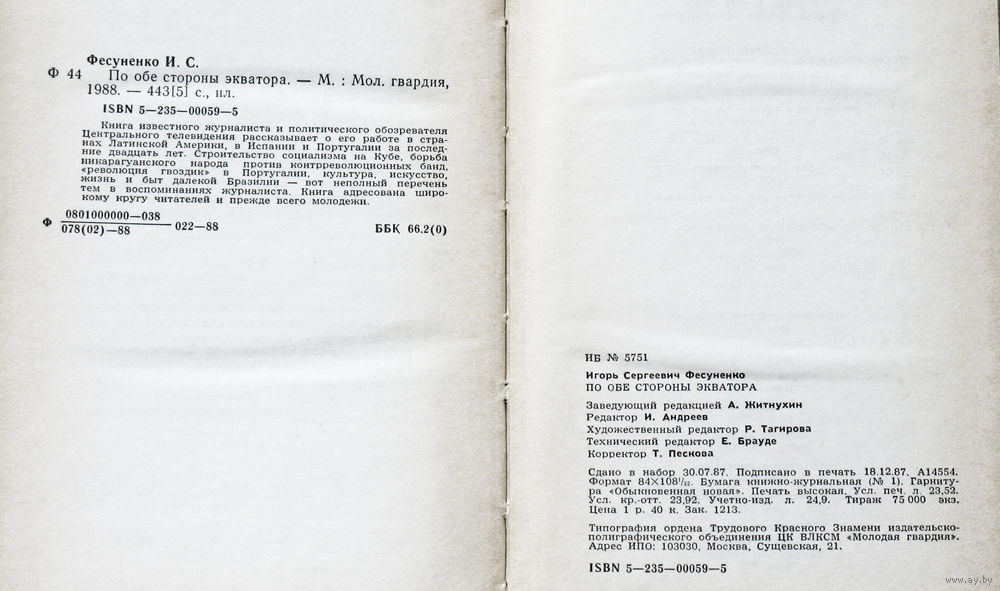 Фесуненко И. С.
Ф 44 По обе стороны экватора. — М. : Мол. гвардия,
1988. — 443[5] с., ил.
ISBN 5—235—00059—5
Книга известного журналиста и политического обозревателя
Центрального телевидения рассказывает о его работе в стра-
нах Латинской Америки, в Испании и Португалии за послед-
ние двадцать лет. Строительство социализма на Кубе, борьба
никарагуанского народа против контрреволюционных банд,
«революция гвоздик» в Португалии, культура, искусство,
жизнь и быт далекой Бразилии — вот неполный перечень
тем в воспоминаниях журналиста. Книга адресована широ-
кому кругу читателей и прежде всего молодежи.
Ф 0801000000—038
078(02)—88 022—88
ББК 66.2(0)
ИБ № 5751
Игорь Сергеевич Фесуненко
ПО ОБЕ СТОРОНЫ ЭКВАТОРА
Заведующий редакцией А. Житнухин
Редактор И. Андреев
Художественный редактор Р. Тагирова
Технический редактор Е. Брауде
Корректор Т. Пескова
Сдано в набор 30.07.87. Подписано в печать 18.12.87. А14554.
Формат 84×108¹/₃₂. Бумага книжно-журнальная (№ 1). Гарниту-
ра «Обыкновенная новая». Печать высокая. Усл. печ. л. 23,52.
Усл. кр.-отт. 23,92. Учетно-изд. л. 24,9. Тираж 75 000 экз.
Цена 1 р. 40 к. Зак. 1213.
Типография ордена Трудового Красного Знамени издательско-
полиграфического объединения ЦК ВЛКСМ «Молодая гвардия».
Адрес ИПО: 103030, Москва, Сущевская, 21.
ISBN 5—235—00059—5
www.ay.by